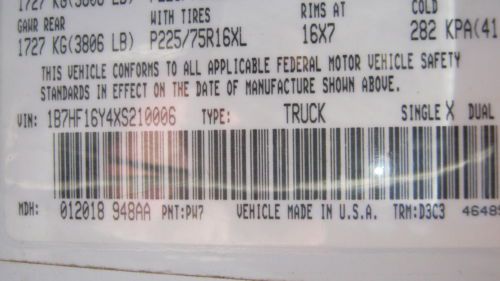 1727 KG(3802 LB)
GAWR REAR WITH TIRES RIMS AT COLD
1727 KG(3806 LB) P225/75R16XL 16X7 282 KPA(41
THIS VEHICLE CONFORMS TO ALL APPLICABLE FEDERAL MOTOR VEHICLE SAFETY
STANDARDS IN EFFECT ON THE DATE OF MANUFACTURE SHOWN ABOVE.
VIN: 1B7HF16Y4XS210006 TYPE: TRUCK SINGLE X DUAL
MDH: 012018 948AA PNT:PW7 VEHICLE MADE IN U.S.A. TRM:D3C3 4648